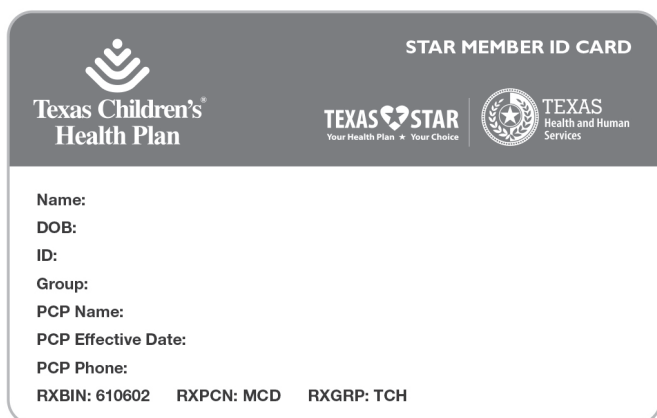 STAR MEMBER ID CARD
Texas Children's®
Health Plan
TEXAS STAR
Your Health Plan ★ Your Choice
TEXAS
Health and Human
Services
Name:
DOB:
ID:
Group:
PCP Name:
PCP Effective Date:
PCP Phone:
RXBIN: 610602 RXPCN: MCD RXGRP: TCH